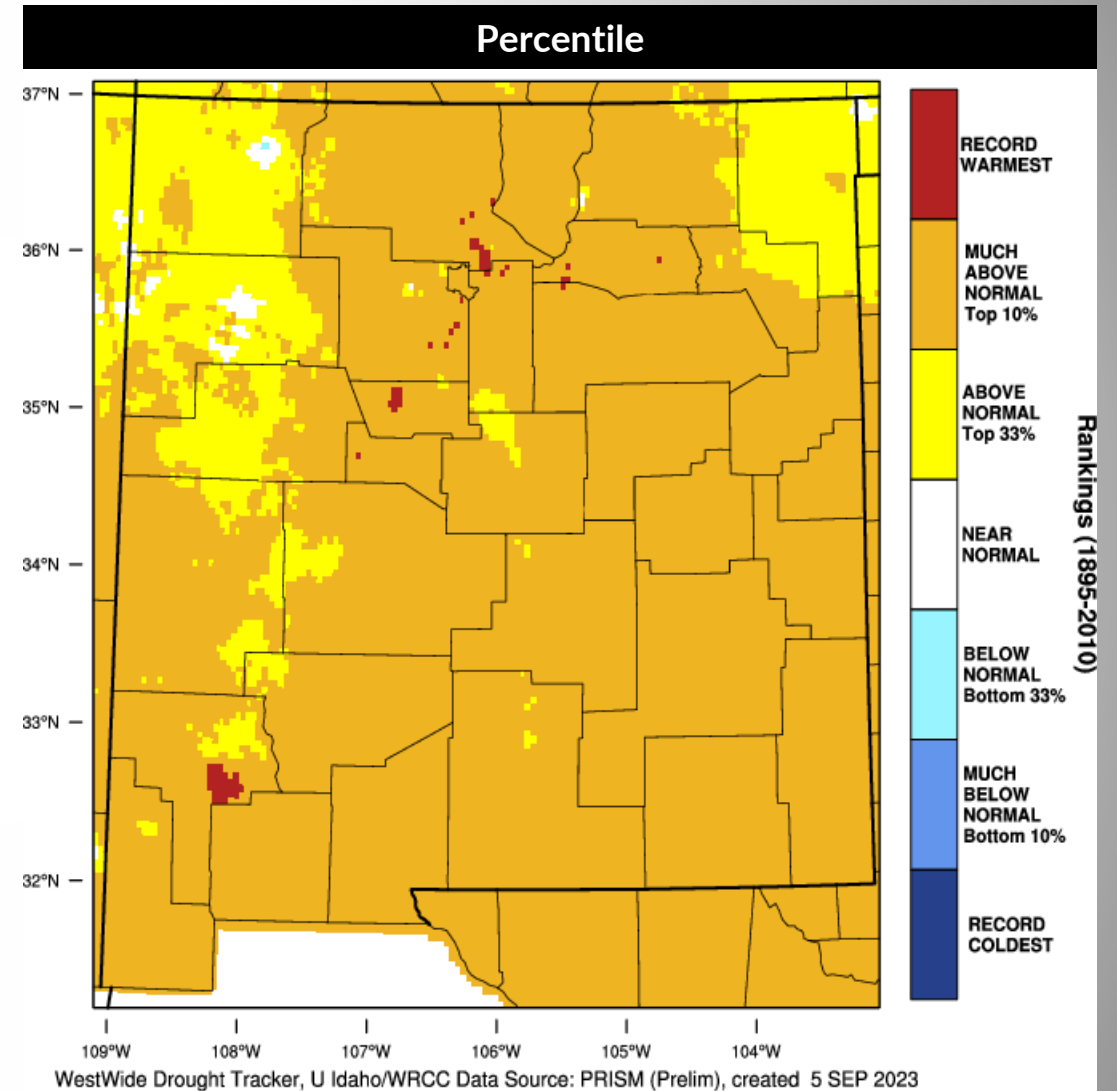 Percentile
37°N
36°N
35°N
34°N
33°N
32°N
109°W
108°W
107°W
106°W
105°W
104°W
RECORD
WARMEST
MUCH
ABOVE
NORMAL
Top 10%
ABOVE
NORMAL
Top 33%
NEAR
NORMAL
BELOW
NORMAL
Bottom 33%
MUCH
BELOW
NORMAL
Bottom 10%
RECORD
COLDEST
Rankings (1895-2010)
WestWide Drought Tracker, U Idaho/WRCC Data Source: PRISM (Prelim), created 5 SEP 2023